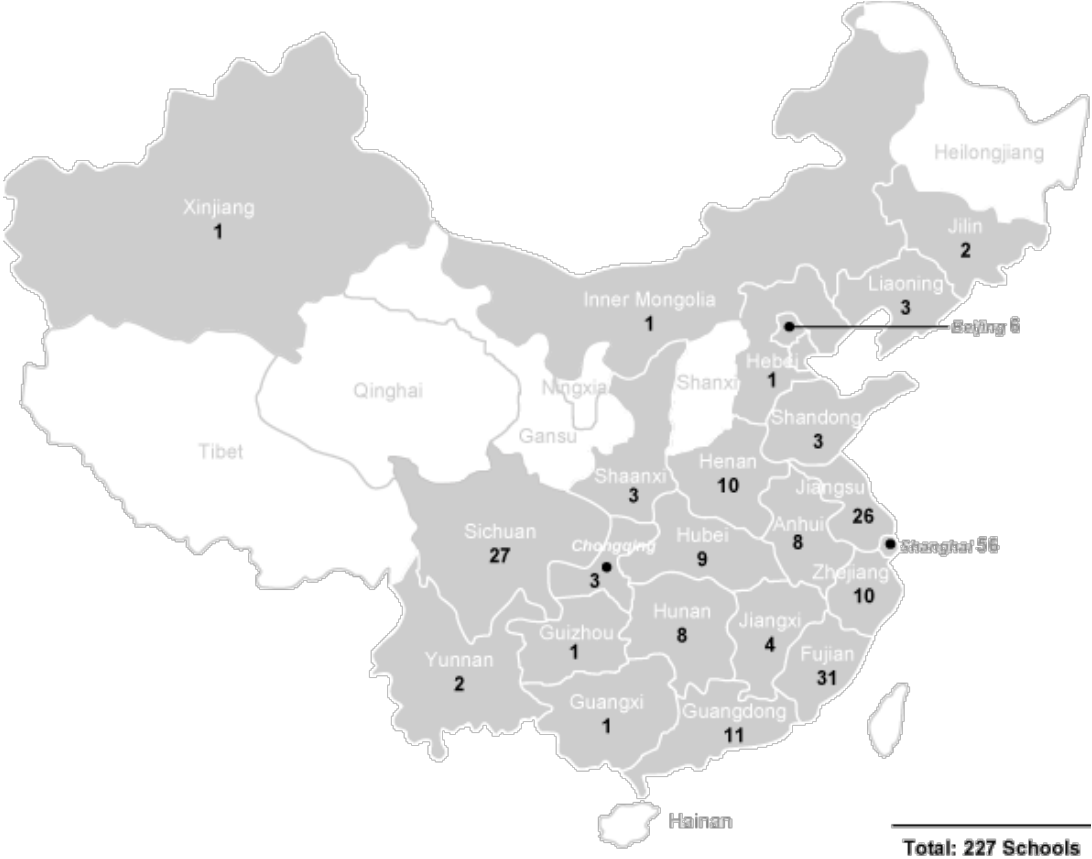 Heilongjiang
Xinjiang
1
Jilin
2
Liaoning
3
Inner Mongolia
1
Beijing 6
Hebei
1
Qinghai
Ningxia
Shanxi
Shandong
3
Gansu
Tibet
Henan
10
Shaanxi
3
Jiangsu
26
Sichuan
27
Chongqing
3
Hubei
9
Anhui
8
Shanghai 56
Zhejiang
10
Hunan
8
Jiangxi
4
Guizhou
1
Fujian
31
Yunnan
2
Guangxi
1
Guangdong
11
Hainan
Total: 227 Schools